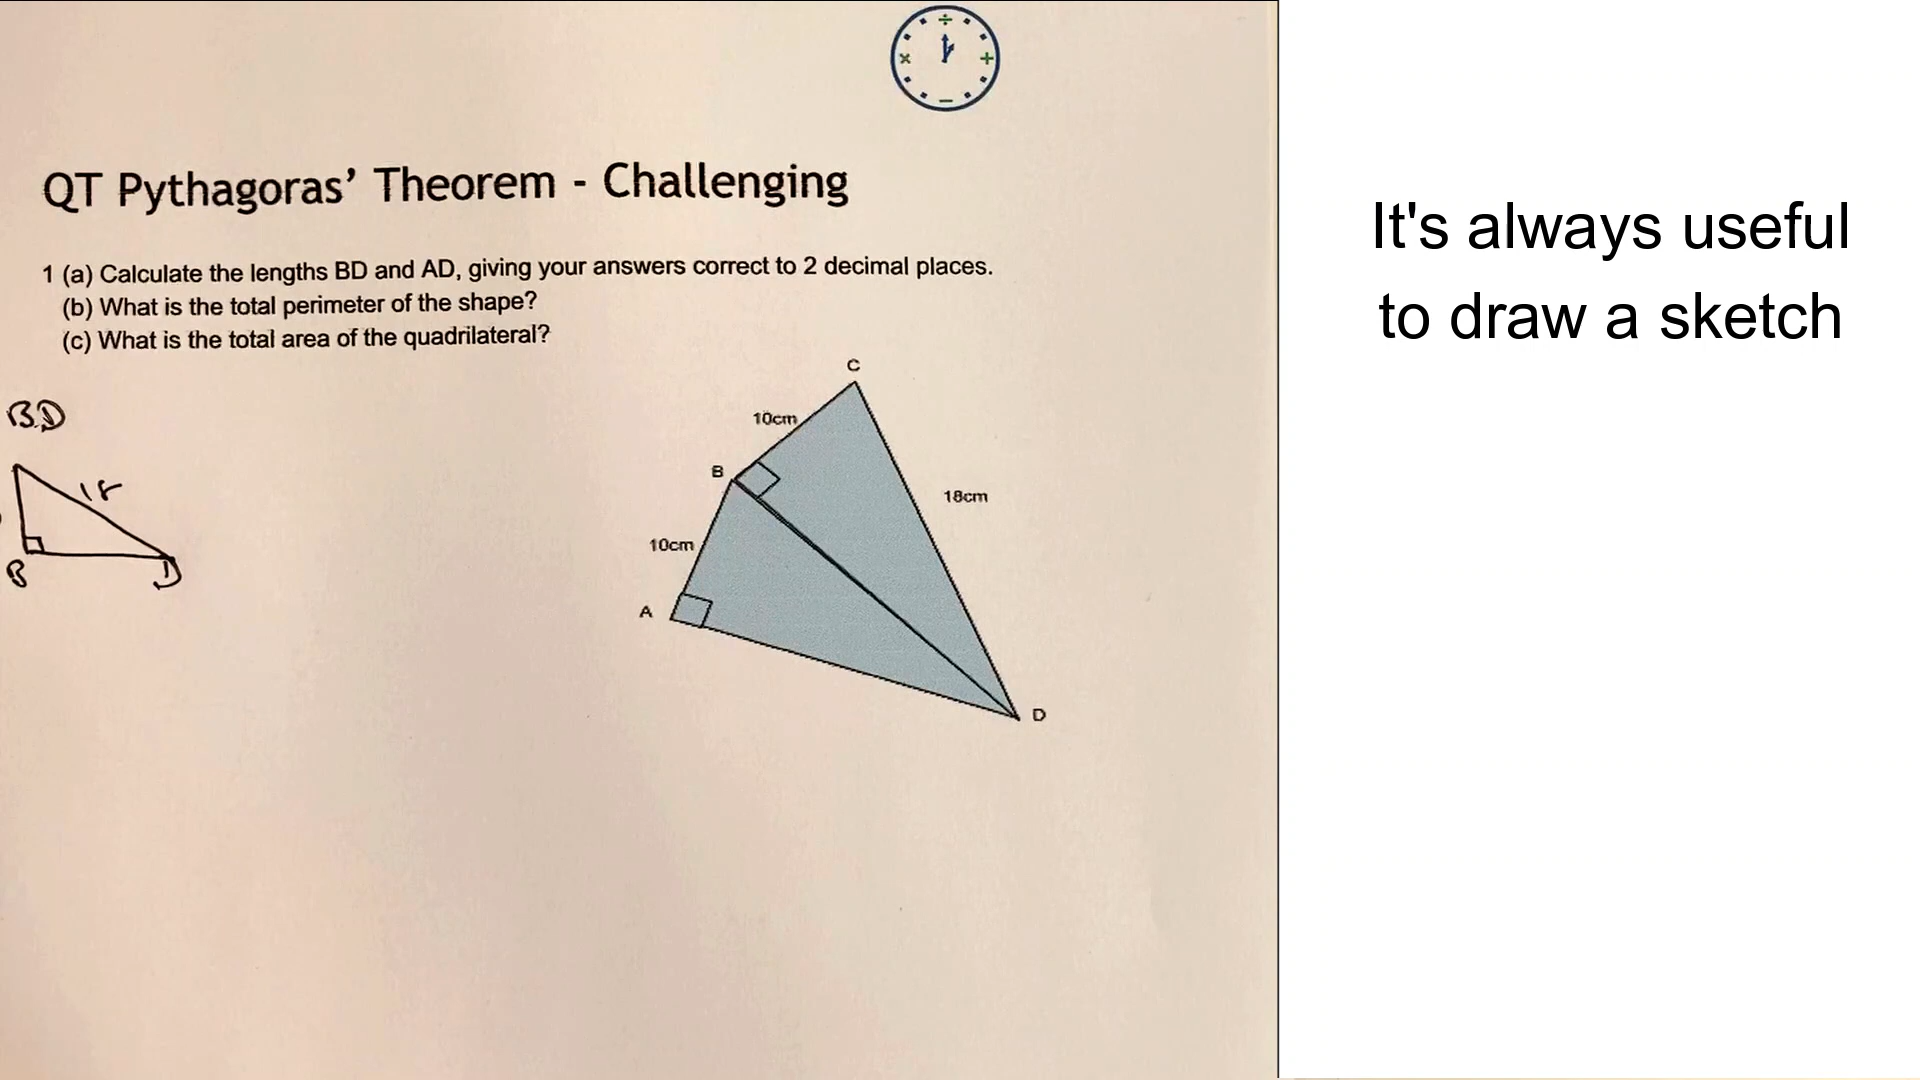 QT Pythagoras' Theorem - Challenging
1 (a) Calculate the lengths BD and AD, giving your answers correct to 2 decimal places.
(b) What is the total perimeter of the shape?
(c) What is the total area of the quadrilateral?
BD
18
B
D
C
10cm
B
18cm
10cm
A
D
It's always useful
to draw a sketch